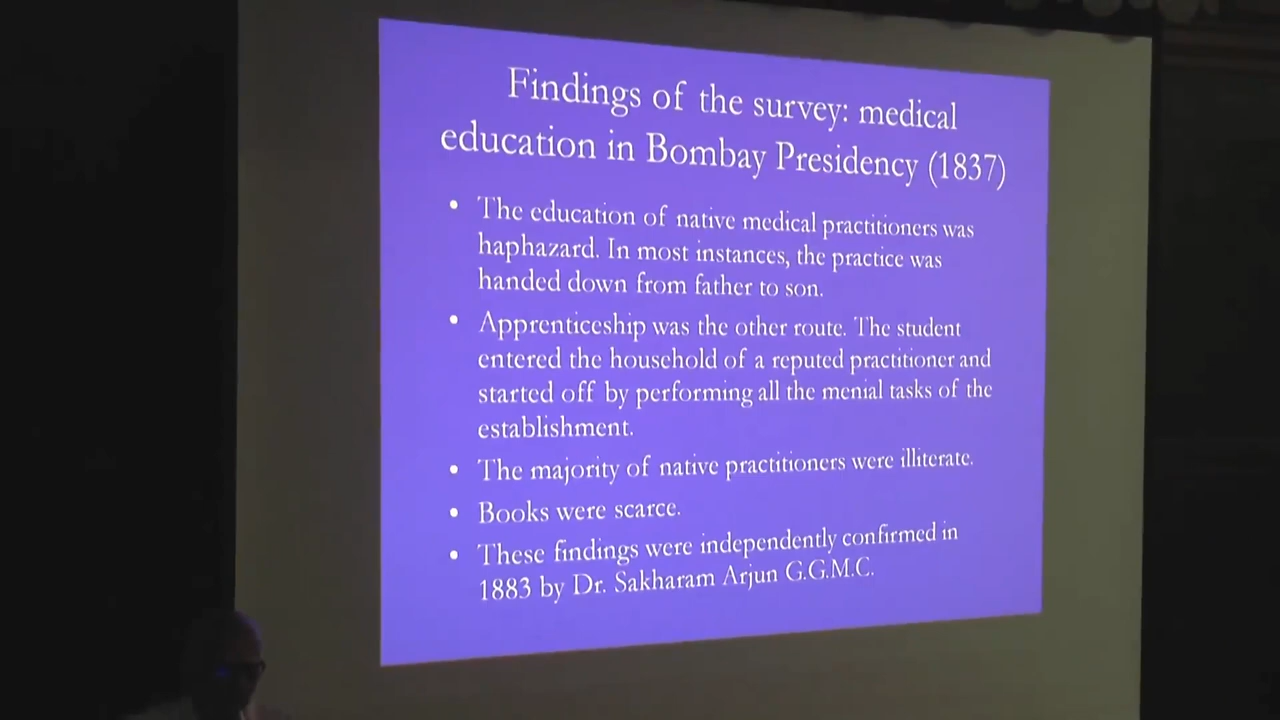 Findings of the survey: medical
education in Bombay Presidency (1837)
• The education of native medical practitioners was
haphazard. In most instances, the practice was
handed down from father to son.
• Apprenticeship was the other route. The student
entered the household of a reputed practitioner and
started off by performing all the menial tasks of the
establishment.
• The majority of native practitioners were illiterate.
• Books were scarce.
• These findings were independently confirmed in
1883 by Dr. Sakharam Arjun G.G.M.C.